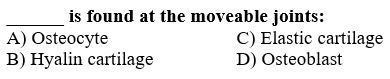 ______ is found at the moveable joints:
A) Osteocyte C) Elastic cartilage
B) Hyalin cartilage D) Osteoblast